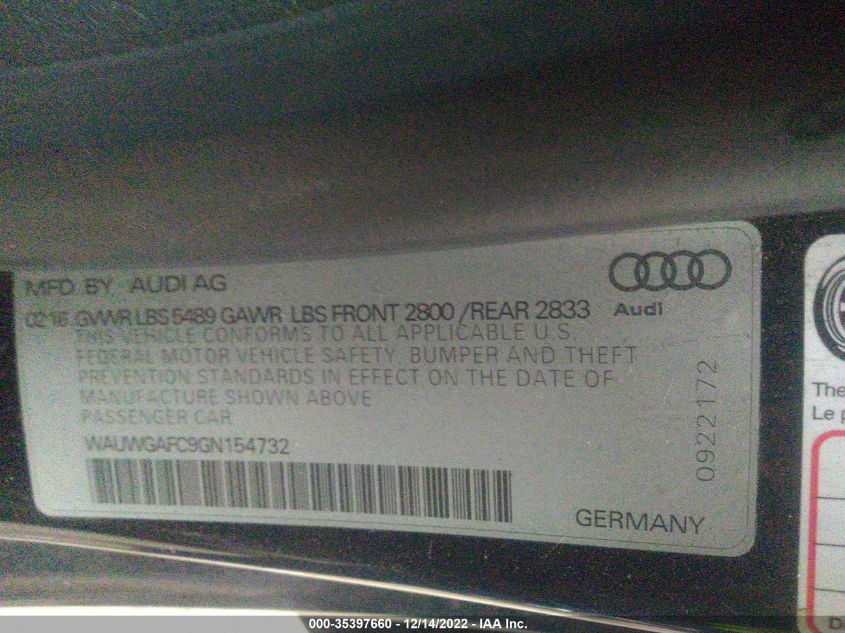 MFD. BY AUDI AG
02.16 GVWR LBS 5489 GAWR LBS FRONT 2800 / REAR 2833
Audi
THIS VEHICLE CONFORMS TO ALL APPLICABLE U S
FEDERAL MOTOR VEHICLE SAFETY, BUMPER AND THEFT
PREVENTION STANDARDS IN EFFECT ON THE DATE OF
MANUFACTURE SHOWN ABOVE
PASSENGER CAR
WAUWGAFC9GN154732
0922172
GERMANY
The
Le p
D
000-35397660 - 12/14/2022 - IAA Inc.